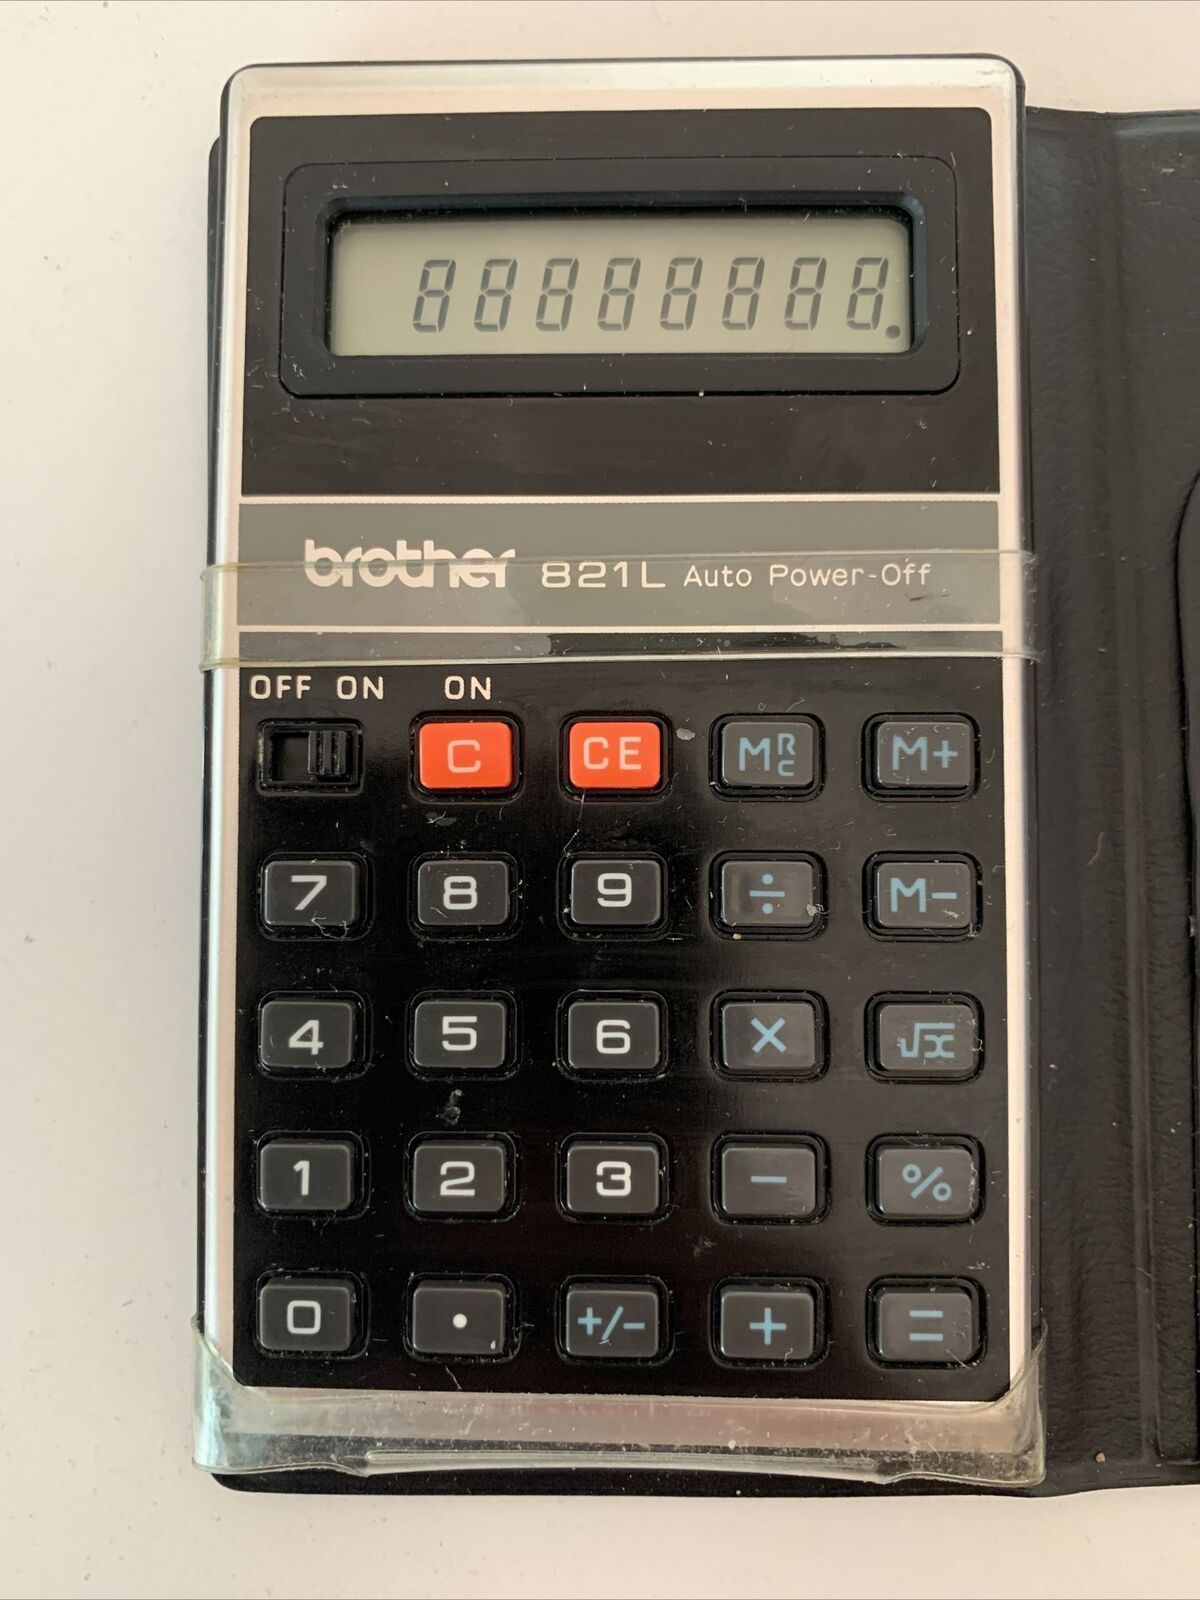 88888888.
brother 821L Auto Power-Off
OFF ON ON
C CE MRC M+
7 8 9 ÷ M-
4 5 6 × √x
1 2 3 - %
0 . +/- + =